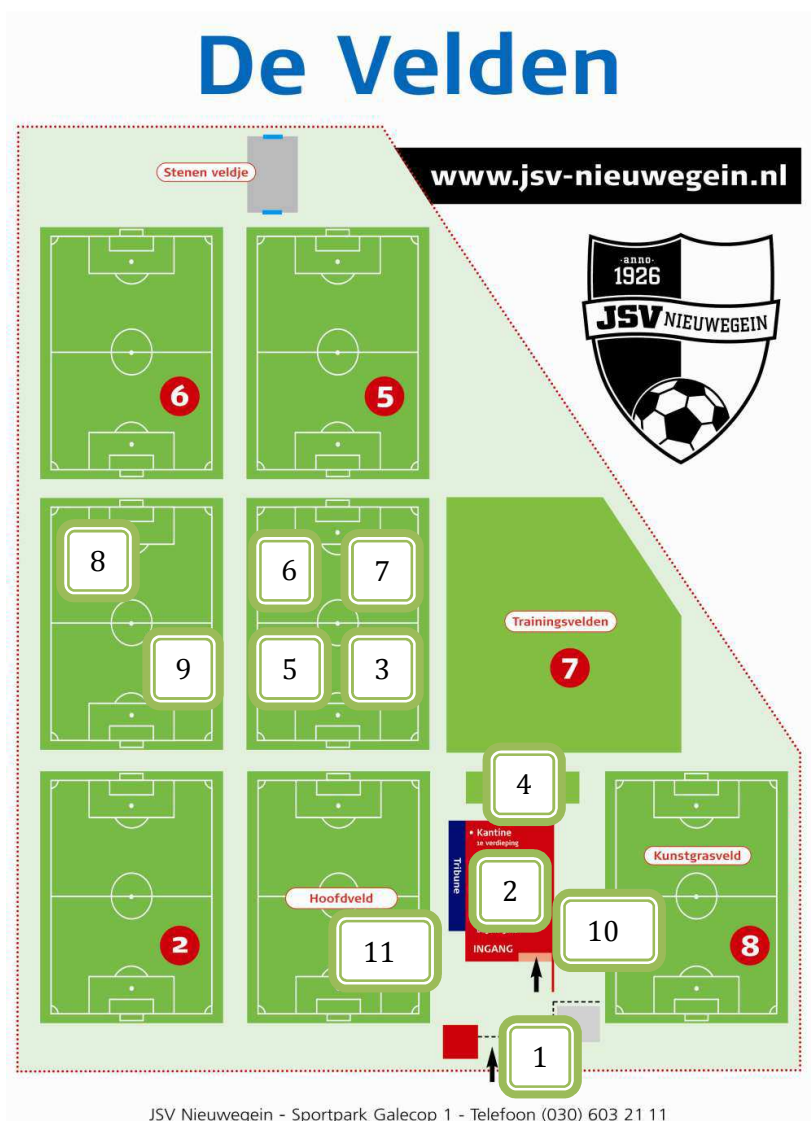 De Velden
Stenen veldje
www.jsv-nieuwegein.nl
·anno·
1926
JSV NIEUWEGEIN
6
5
8
6
7
9
5
3
Trainingsvelden
7
4
• Kantine
1e verdieping
Tribune
2
Kunstgrasveld
Hoofdveld
10
11
INGANG
2
8
1
JSV Nieuwegein - Sportpark Galecop 1 - Telefoon (030) 603 21 11